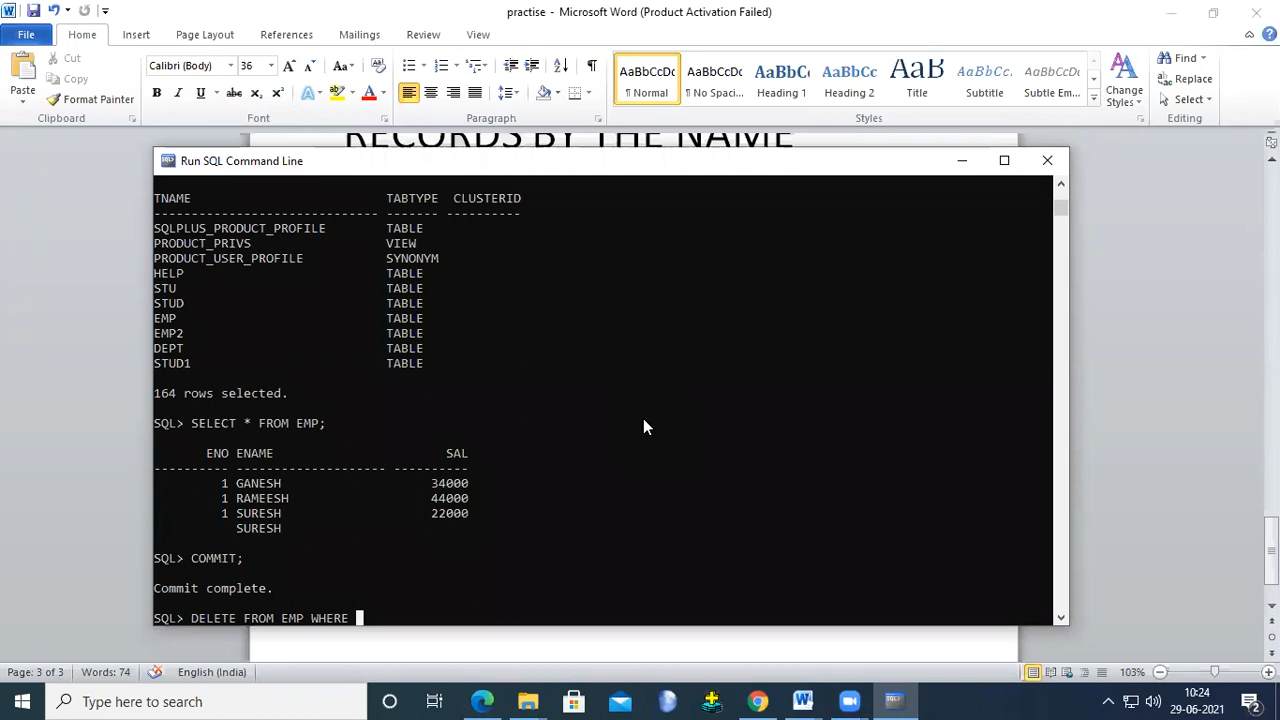 practise - Microsoft Word (Product Activation Failed)
File Home Insert Page Layout References Mailings Review View
Cut
Copy
Format Painter
Paste
Calibri (Body) 36
AaBbCcDc AaBbCcDc AaBbCc AaBbCc AaB AaBbCcL AaBbCcDc
¶ Normal ¶ No Spaci... Heading 1 Heading 2 Title Subtitle Subtle Em...
Change Styles
Find
Replace
Select
Clipboard Font Paragraph Styles Editing
RECORDS BY THE NAME
Run SQL Command Line
TNAME TABTYPE CLUSTERID
------------------------------ ------- ----------
SQLPLUS_PRODUCT_PROFILE TABLE
PRODUCT_PRIVS VIEW
PRODUCT_USER_PROFILE SYNONYM
HELP TABLE
STU TABLE
STUD TABLE
EMP TABLE
EMP2 TABLE
DEPT TABLE
STUD1 TABLE
164 rows selected.
SQL> SELECT * FROM EMP;
ENO ENAME SAL
---------- -------------------- ----------
1 GANESH 34000
1 RAMEESH 44000
1 SURESH 22000
SURESH
SQL> COMMIT;
Commit complete.
SQL> DELETE FROM EMP WHERE
Page: 3 of 3 Words: 74 English (India) 103%
Type here to search
10:24
29-06-2021
2